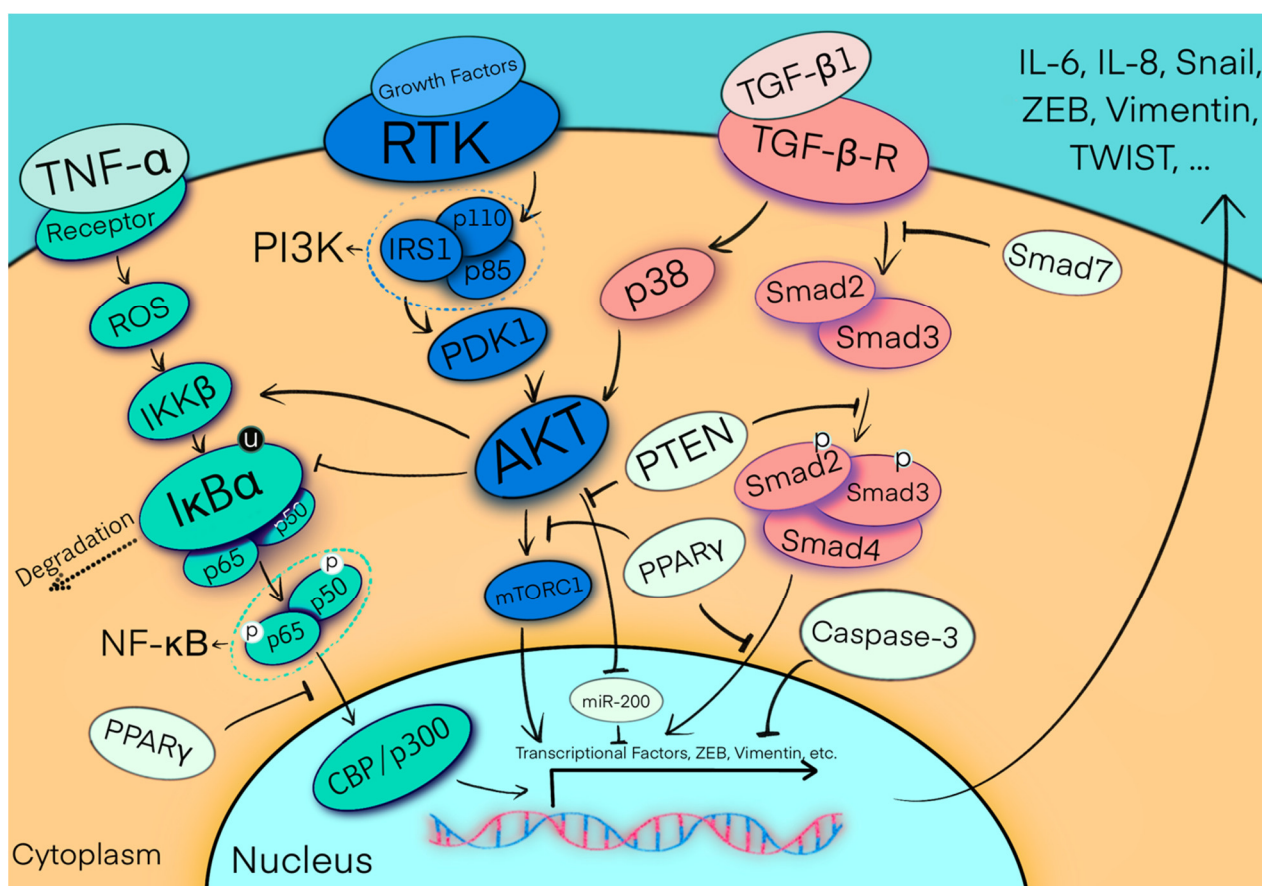 IL-6, IL-8, Snail,
ZEB, Vimentin,
TWIST, ...
TGF-β1
TGF-β-R
Growth Factors
RTK
TNF-α
Receptor
p110
IRS1
p85
PI3K
p38
Smad7
Smad2
Smad3
ROS
PDK1
IKKβ
AKT
PTEN
u
IκBα
p50
p65
Degradation
p
p
Smad2
Smad3
Smad4
PPARγ
mTORC1
p
p50
p
p65
NF-κB
Caspase-3
miR-200
PPARγ
CBP/p300
Transcriptional Factors, ZEB, Vimentin, etc.
Cytoplasm
Nucleus